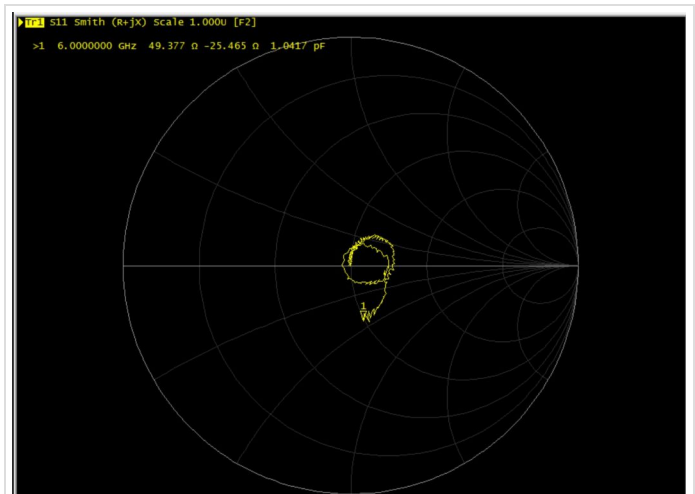 Tr1 S11 Smith (R+jX) Scale 1.000U [F2]
>1 6.0000000 GHz 49.377 Ω -25.465 Ω 1.0417 pF
1